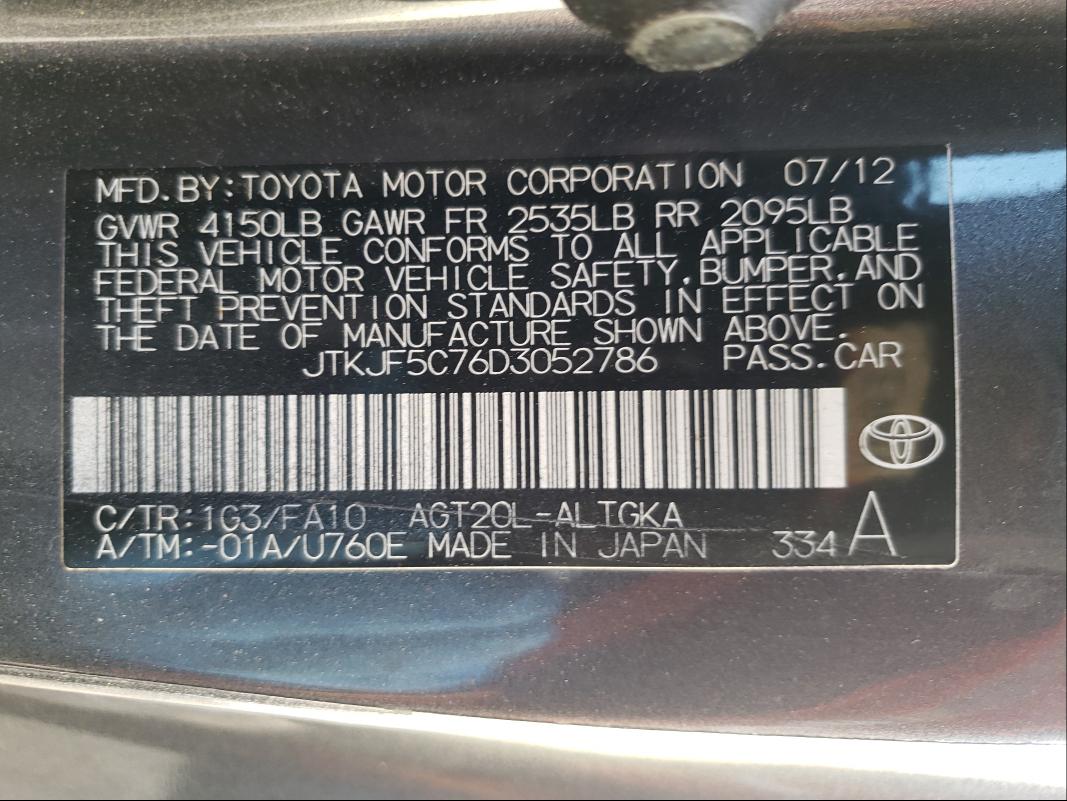 MFD.BY:TOYOTA MOTOR CORPORATION 07/12
GVWR 4150LB GAWR FR 2535LB RR 2095LB
THIS VEHICLE CONFORMS TO ALL APPLICABLE
FEDERAL MOTOR VEHICLE SAFETY,BUMPER,AND
THEFT PREVENTION STANDARDS IN EFFECT ON
THE DATE OF MANUFACTURE SHOWN ABOVE.
JTKJF5C76D3052786 PASS.CAR
C/TR:1G3/FA10 AGT20L-ALTGKA
A/TM:-01A/U760E MADE IN JAPAN 334 A